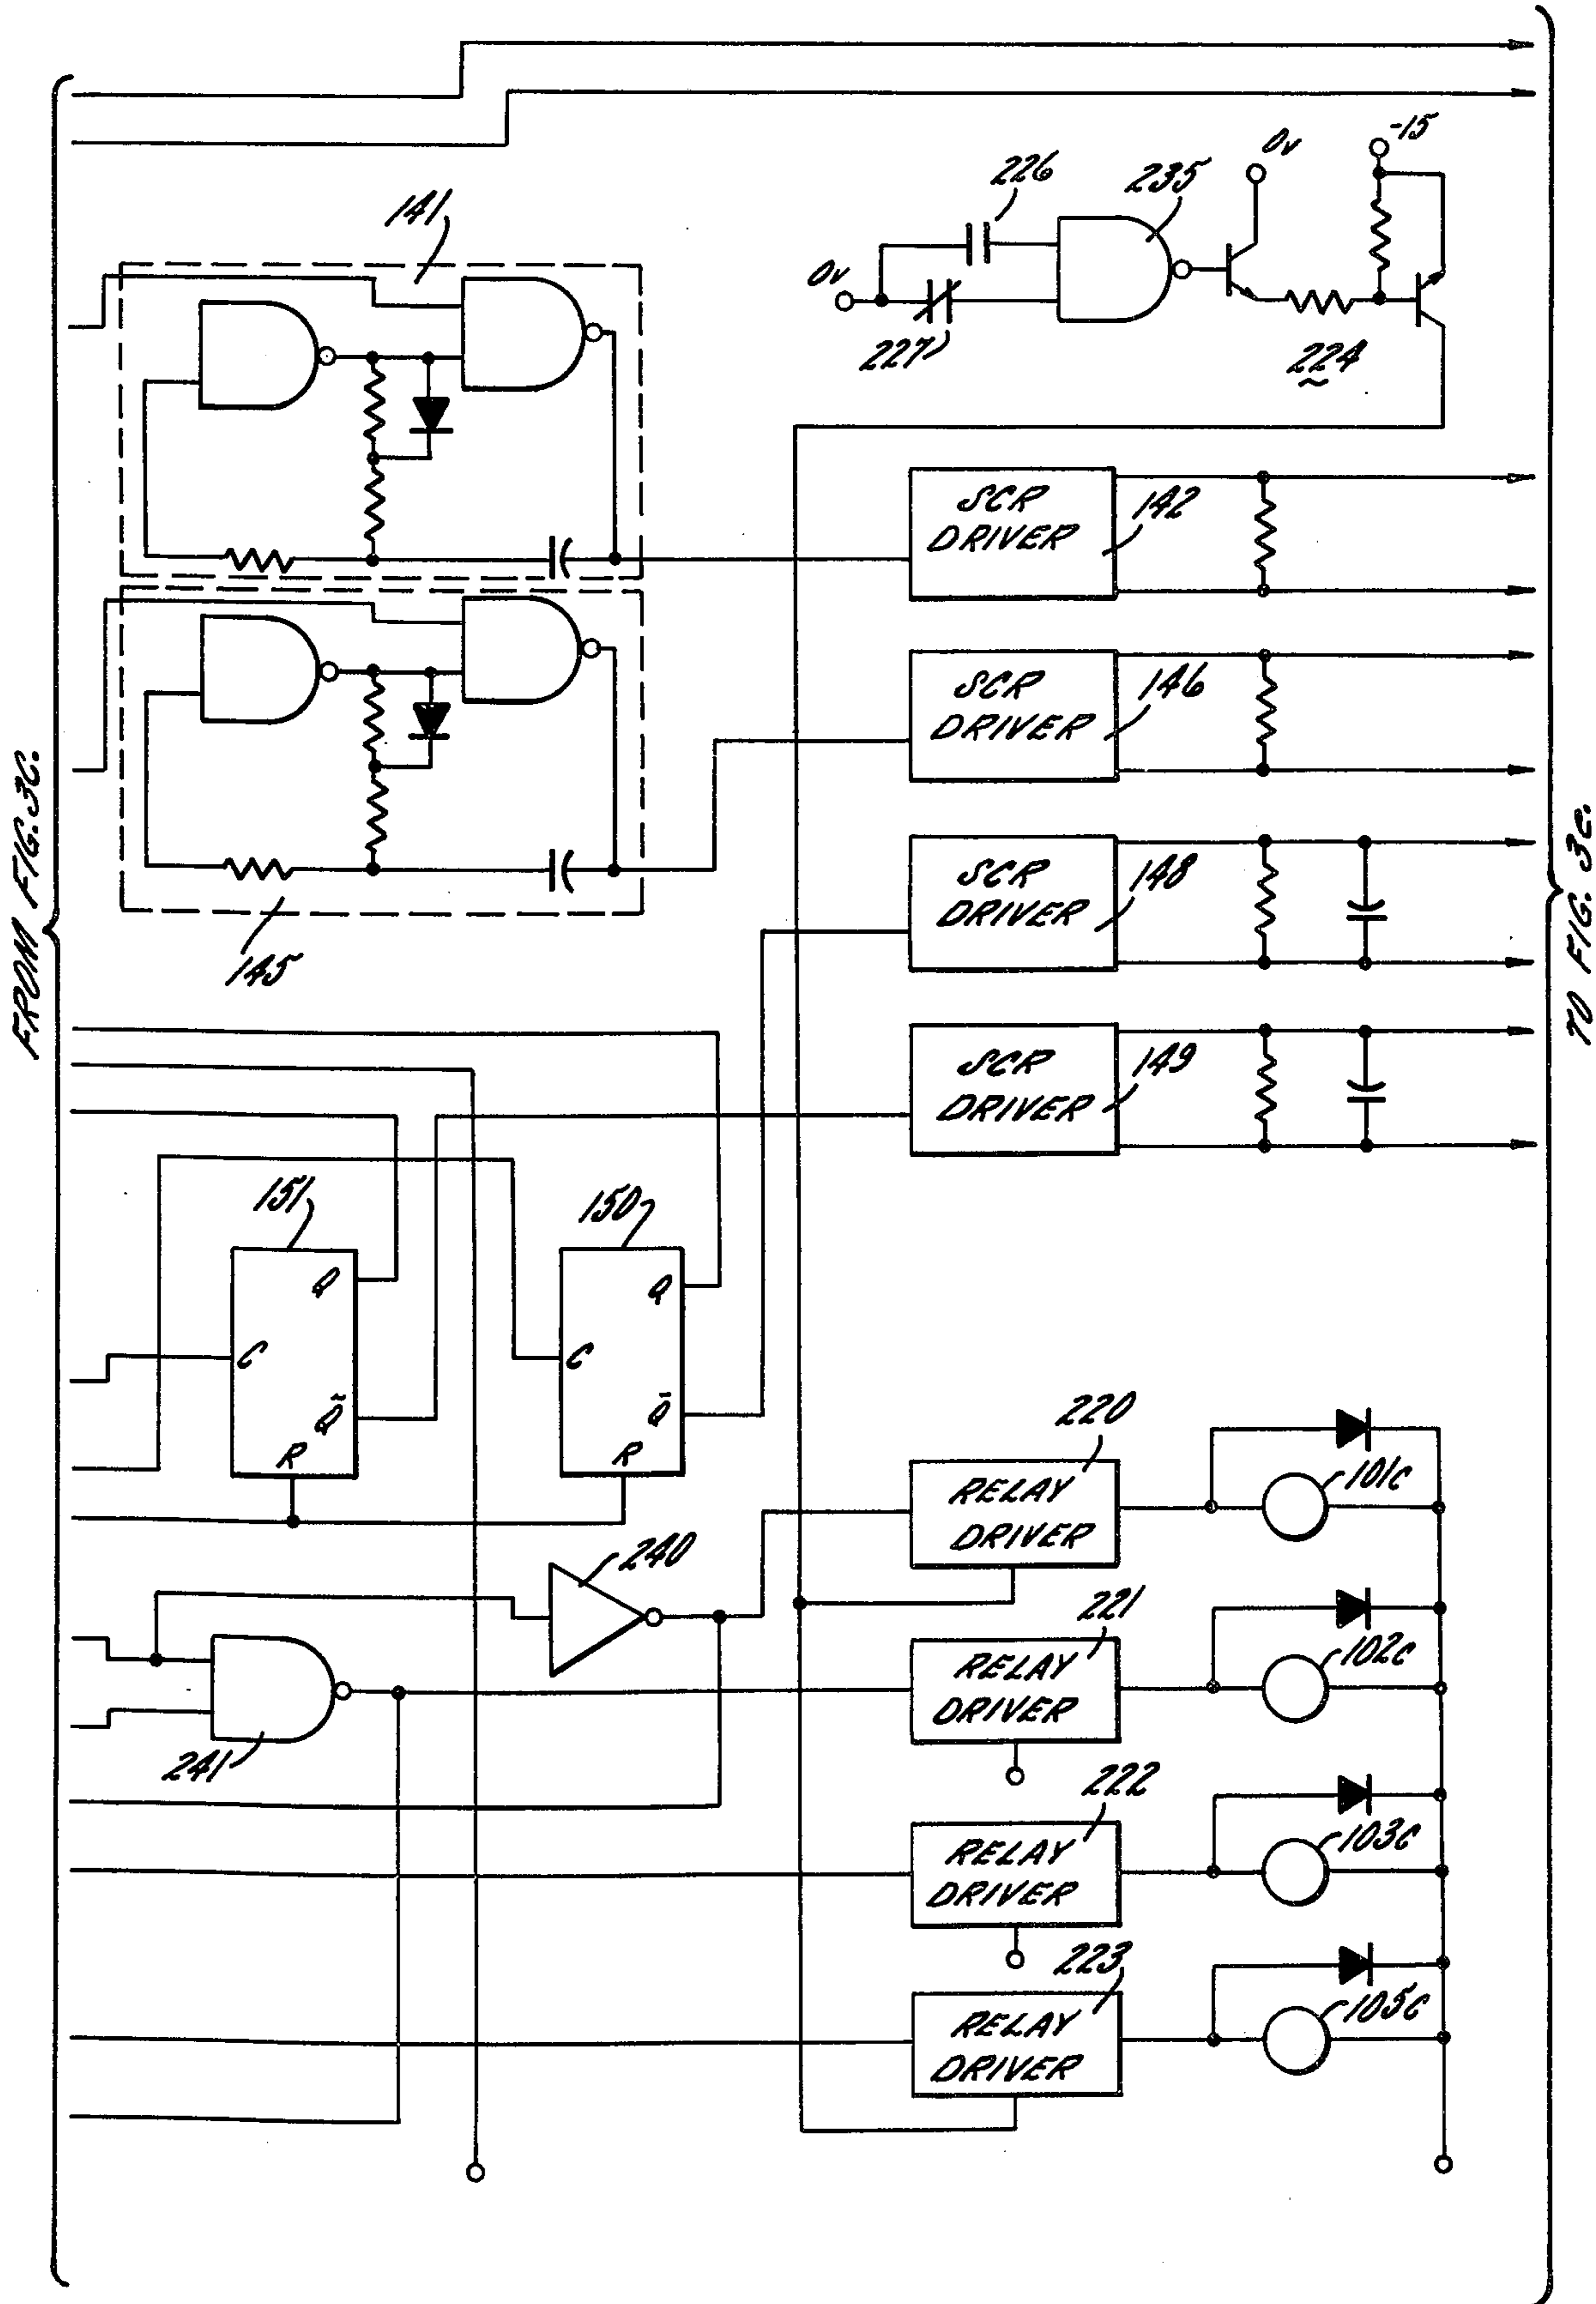 -15
0v
226
235
141
0v
227
224
SCR
DRIVER
142
SCR
DRIVER
146
FROM FIG. 3C.
TO FIG. 3e.
SCR
DRIVER
148
145
SCR
DRIVER
149
151
150
Q
Q
C
C
Q̃
Q̄
R
R
220
RELAY
DRIVER
101c
240
221
RELAY
DRIVER
102c
241
222
RELAY
DRIVER
103c
223
RELAY
DRIVER
105c